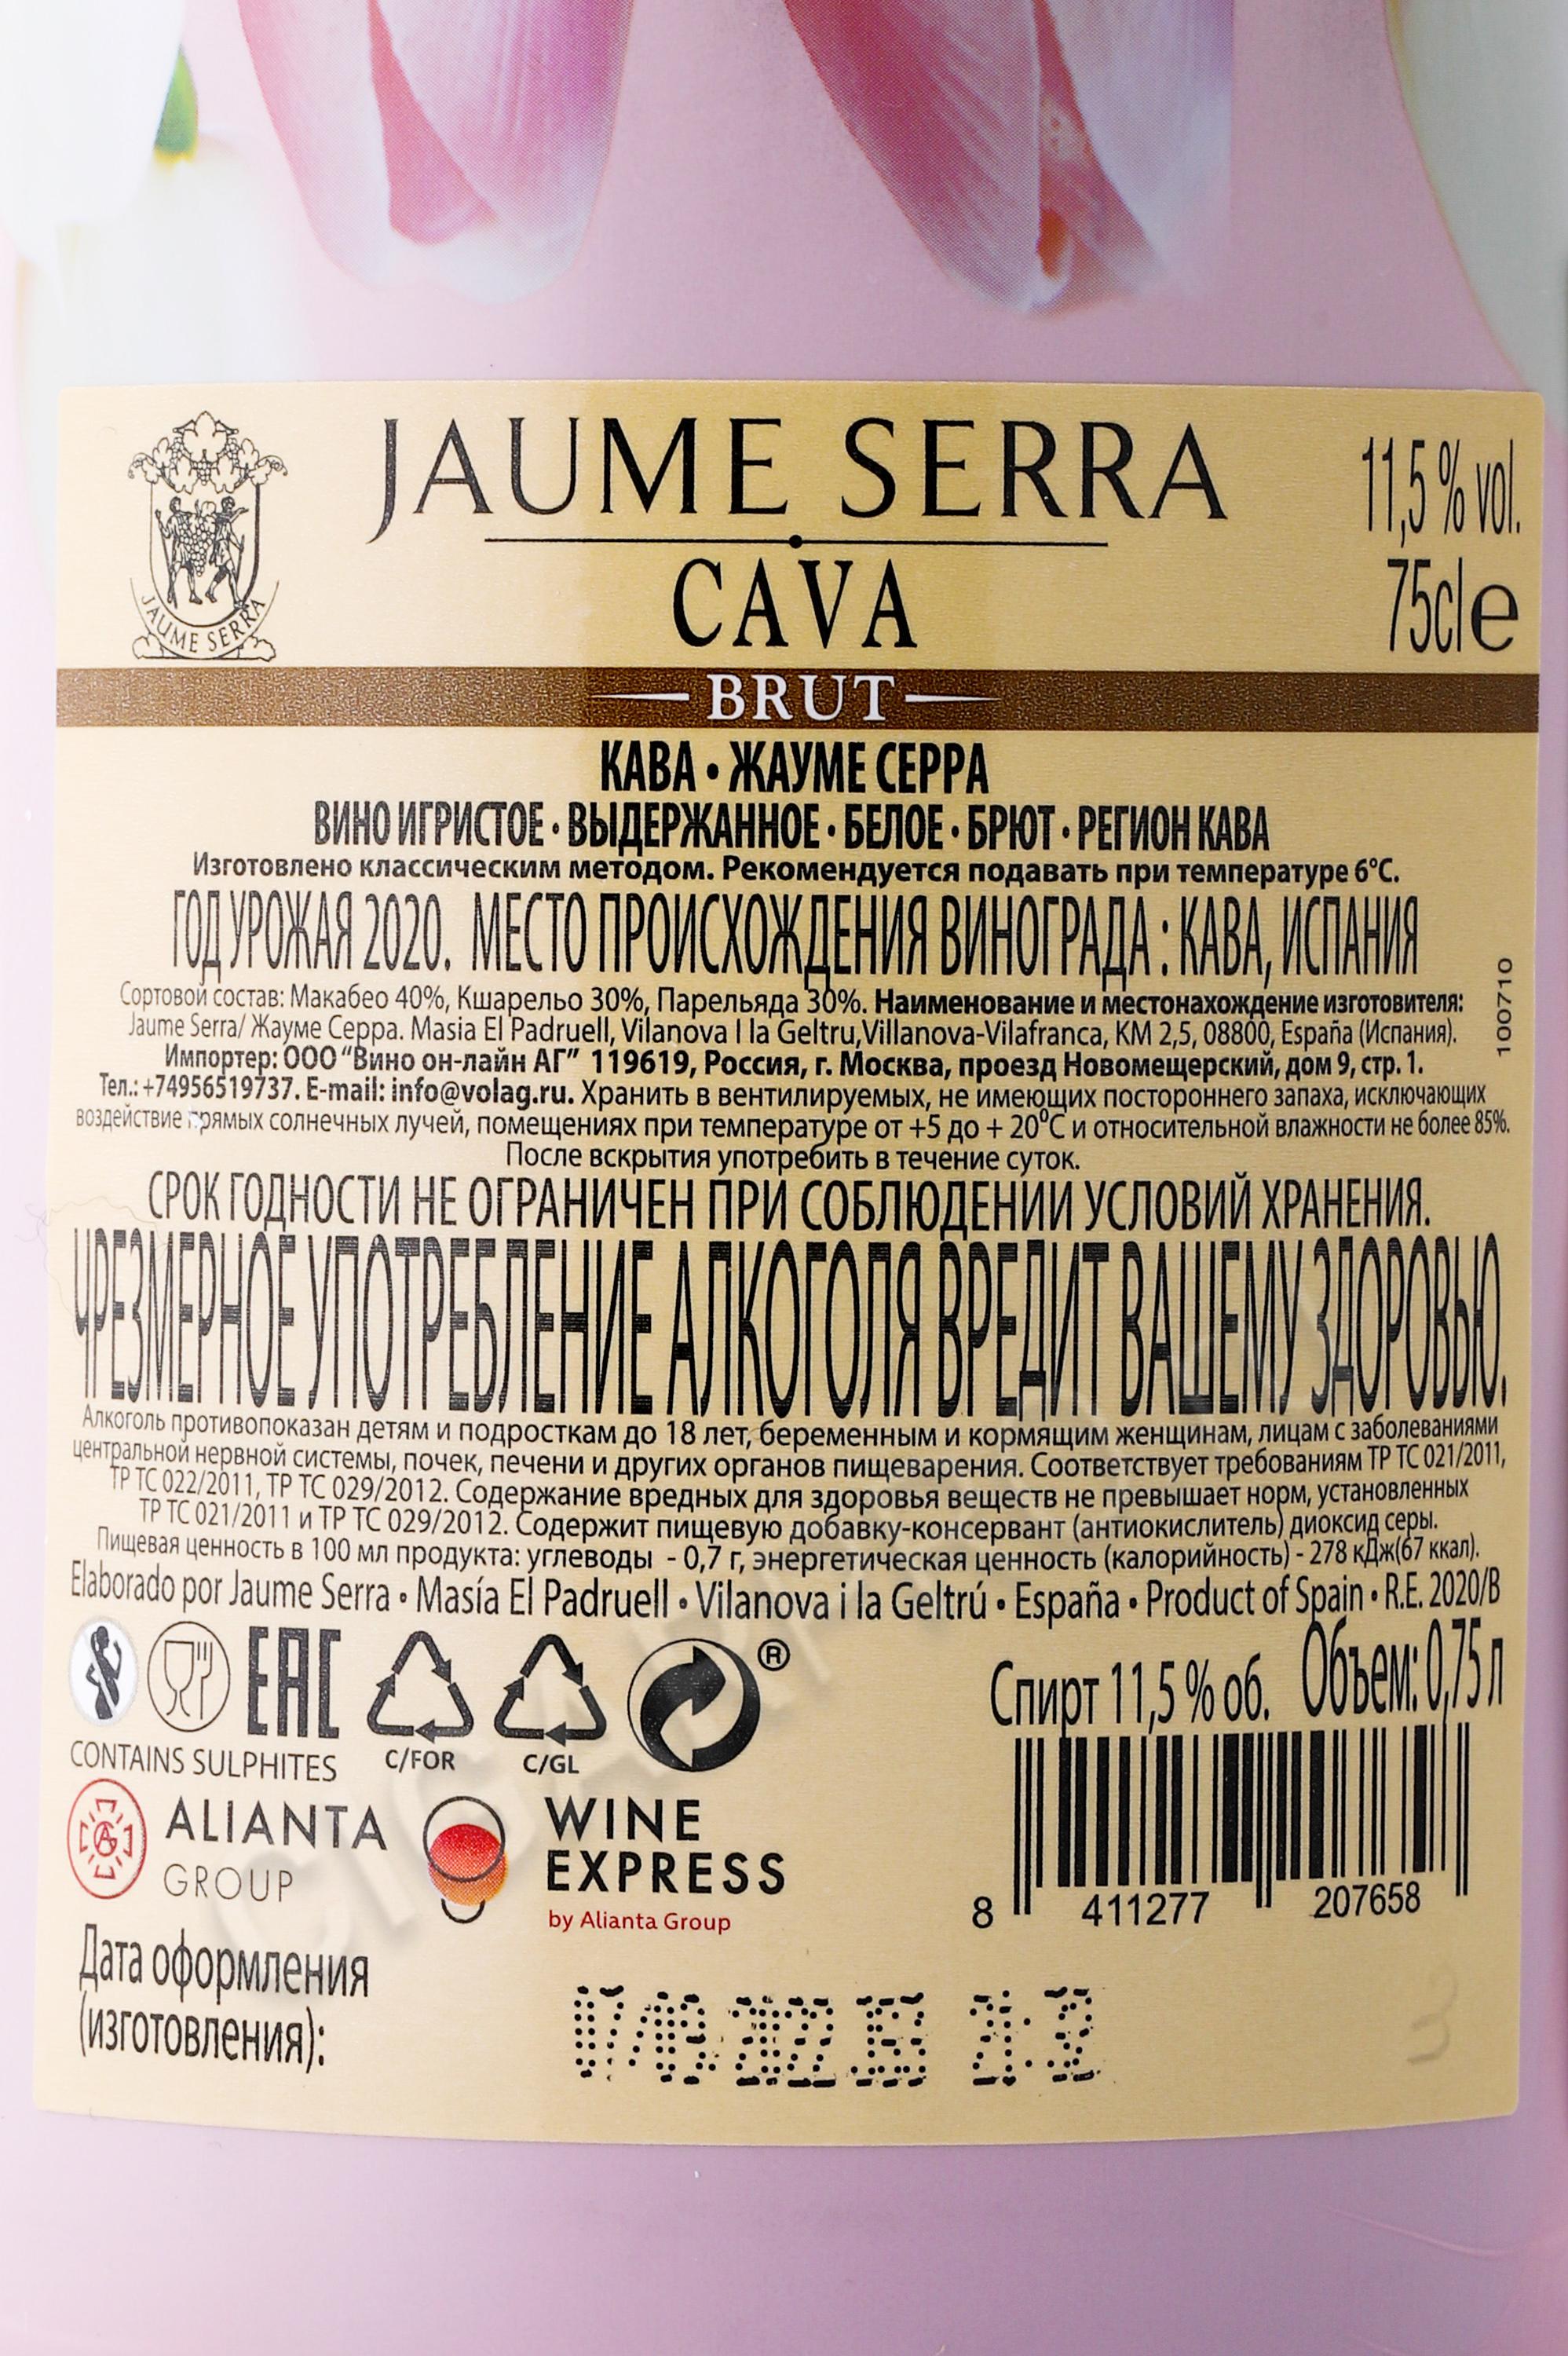 JAUME SERRA
11,5 % vol.
JAUME SERRA
CAVA
75cl e
BRUT
КАВА • ЖАУМЕ СЕРРА
ВИНО ИГРИСТОЕ • ВЫДЕРЖАННОЕ • БЕЛОЕ • БРЮТ • РЕГИОН КАВА
Изготовлено классическим методом. Рекомендуется подавать при температуре 6°С.
ГОД УРОЖАЯ 2020. МЕСТО ПРОИСХОЖДЕНИЯ ВИНОГРАДА : КАВА, ИСПАНИЯ
Сортовой состав: Макабео 40%, Кшарельо 30%, Парельяда 30%. Наименование и местонахождение изготовителя:
Jaume Serra/ Жауме Серра. Masia El Padruell, Vilanova I la Geltru,Villanova-Vilafranca, KM 2,5, 08800, España (Испания).
100710
Импортер: ООО “Вино он-лайн АГ” 119619, Россия, г. Москва, проезд Новомещерский, дом 9, стр. 1.
Тел.: +74956519737. E-mail: info@volag.ru. Хранить в вентилируемых, не имеющих постороннего запаха, исключающих
воздействие прямых солнечных лучей, помещениях при температуре от +5 до + 20°С и относительной влажности не более 85%.
После вскрытия употребить в течение суток.
СРОК ГОДНОСТИ НЕ ОГРАНИЧЕН ПРИ СОБЛЮДЕНИИ УСЛОВИЙ ХРАНЕНИЯ.
ЧРЕЗМЕРНОЕ УПОТРЕБЛЕНИЕ АЛКОГОЛЯ ВРЕДИТ ВАШЕМУ ЗДОРОВЬЮ.
Алкоголь противопоказан детям и подросткам до 18 лет, беременным и кормящим женщинам, лицам с заболеваниями
центральной нервной системы, почек, печени и других органов пищеварения. Соответствует требованиям ТР ТС 021/2011,
ТР ТС 022/2011, ТР ТС 029/2012. Содержание вредных для здоровья веществ не превышает норм, установленных
ТР ТС 021/2011 и ТР ТС 029/2012. Содержит пищевую добавку-консервант (антиокислитель) диоксид серы.
Пищевая ценность в 100 мл продукта: углеводы - 0,7 г, энергетическая ценность (калорийность) - 278 кДж(67 ккал).
Elaborado por Jaume Serra • Masía El Padruell • Vilanova i la Geltrú • España • Product of Spain • R.E. 2020/B
EAC
®
Спирт 11,5 % об. Объем: 0,75 л
CONTAINS SULPHITES
C/FOR
C/GL
ALIANTA
GROUP
WINE
EXPRESS
by Alianta Group
8 411277 207658
Дата оформления
(изготовления):